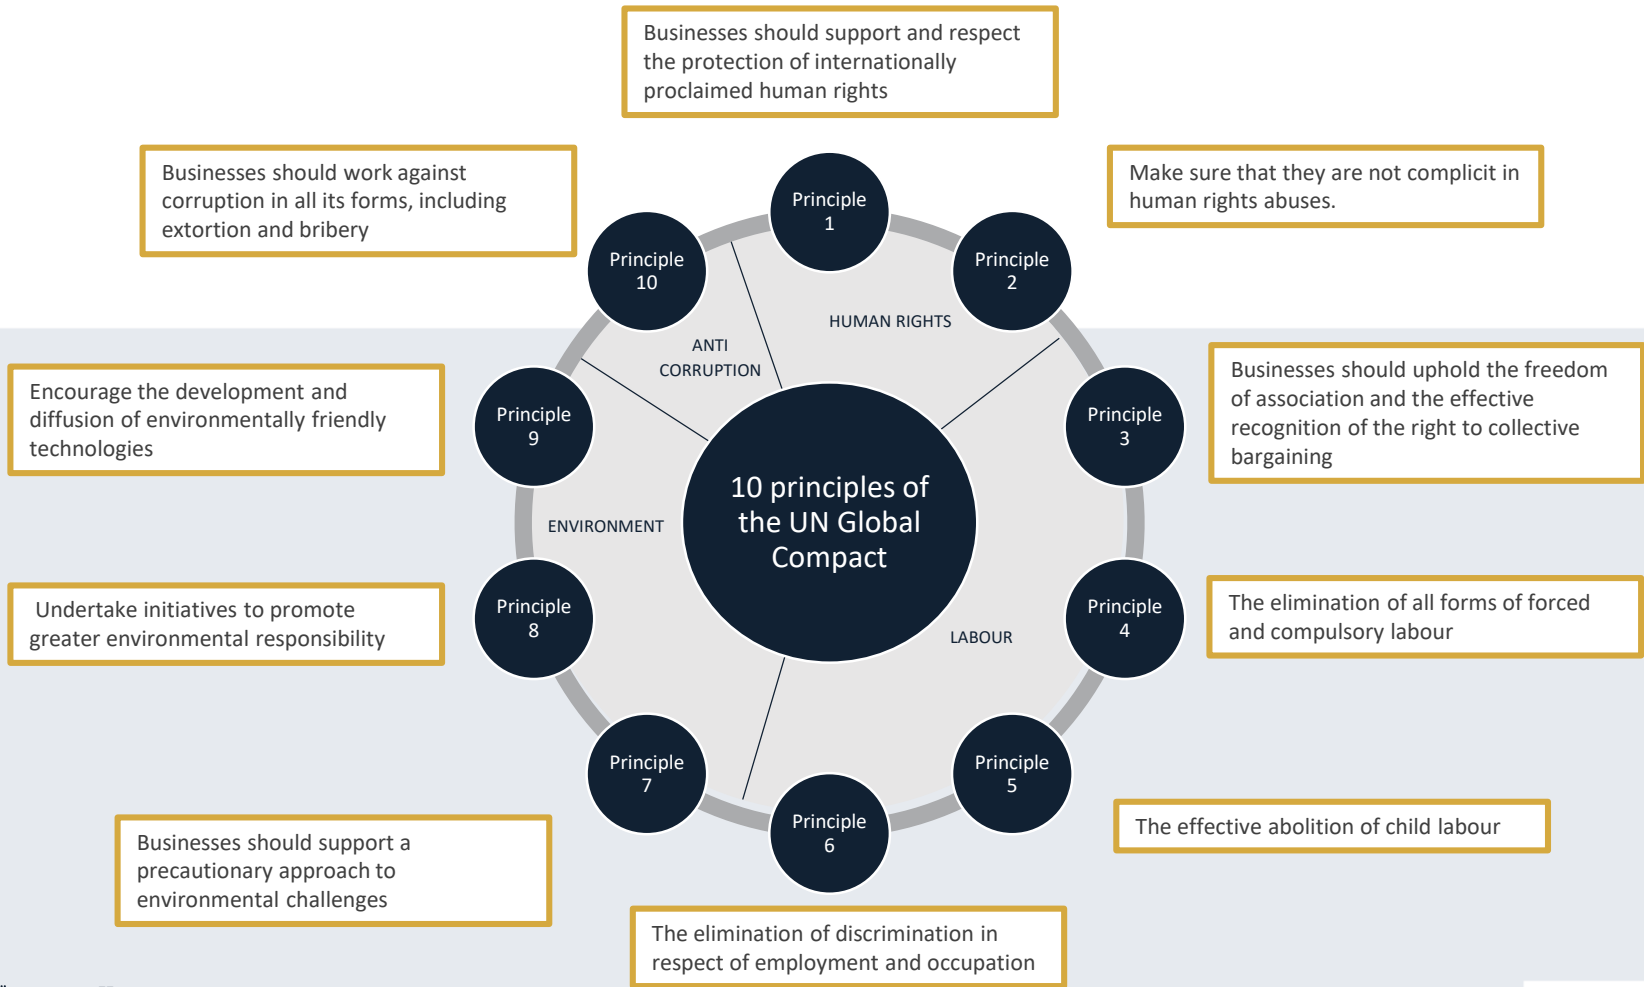 Businesses should support and respect
the protection of internationally
proclaimed human rights
Businesses should work against
corruption in all its forms, including
extortion and bribery
Make sure that they are not complicit in
human rights abuses.
Principle
1
Principle
10
Principle
2
HUMAN RIGHTS
ANTI
CORRUPTION
Encourage the development and
diffusion of environmentally friendly
technologies
Principle
9
Principle
3
Businesses should uphold the freedom
of association and the effective
recognition of the right to collective
bargaining
10 principles of
the UN Global
Compact
ENVIRONMENT
Undertake initiatives to promote
greater environmental responsibility
Principle
8
LABOUR
Principle
4
The elimination of all forms of forced
and compulsory labour
Principle
7
Principle
5
Principle
6
Businesses should support a
precautionary approach to
environmental challenges
The effective abolition of child labour
The elimination of discrimination in
respect of employment and occupation